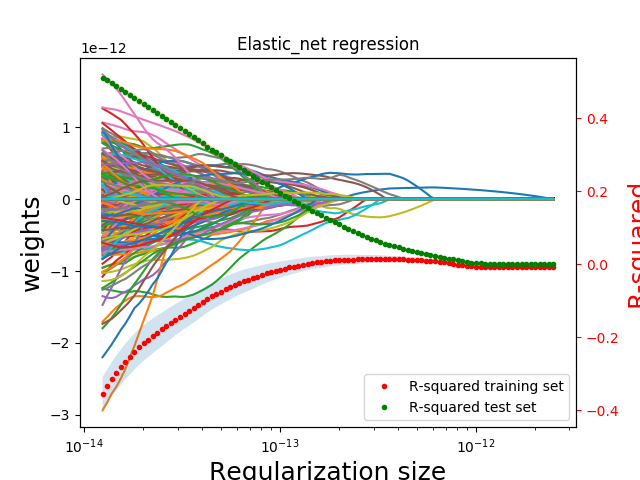 Elastic_net regression
1e−12
1
0
−1
−2
−3
weights
0.4
0.2
0.0
−0.2
−0.4
R-squared
R-squared training set
R-squared test set
10−14
10−13
10−12
Regularization size